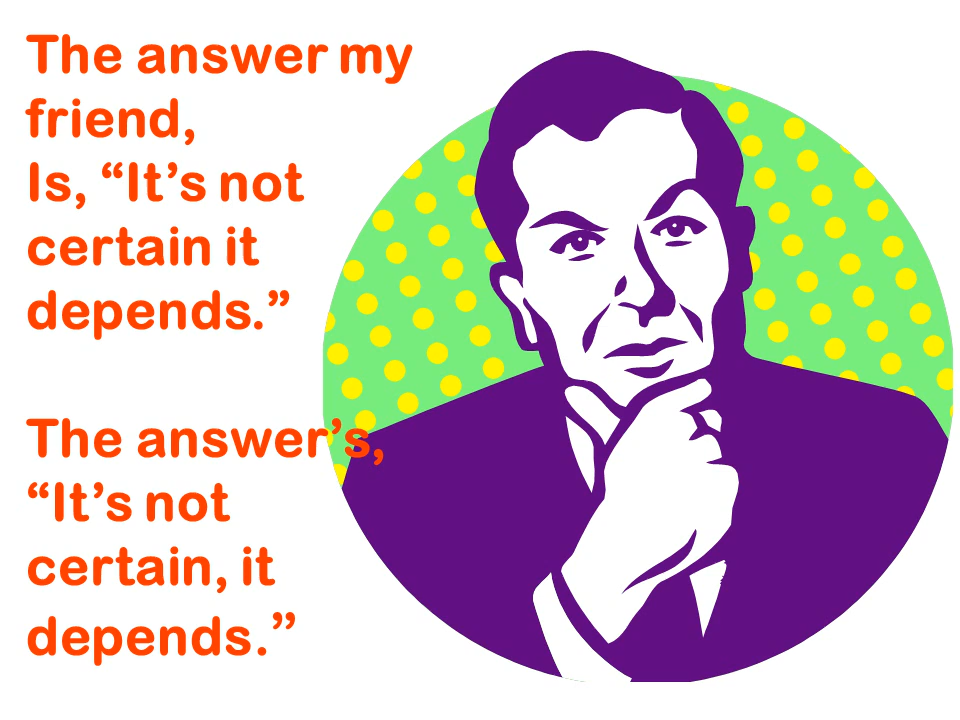 The answer my
friend,
Is, “It’s not
certain it
depends.”
The answer’s,
“It’s not
certain, it
depends.”